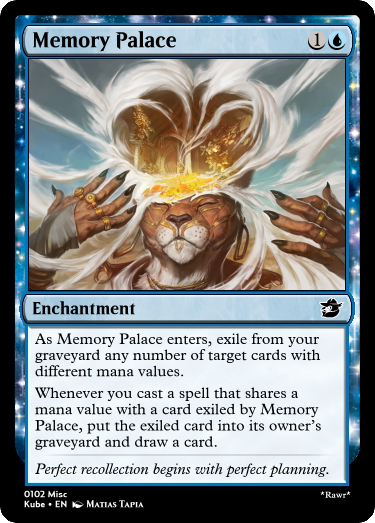 Memory Palace
1
Enchantment
As Memory Palace enters, exile from your
graveyard any number of target cards with
different mana values.
Whenever you cast a spell that shares a
mana value with a card exiled by Memory
Palace, put the exiled card into its owner's
graveyard and draw a card.
Perfect recollection begins with perfect planning.
0102 Misc
Kube • EN Matias Tapia
*Rawr*